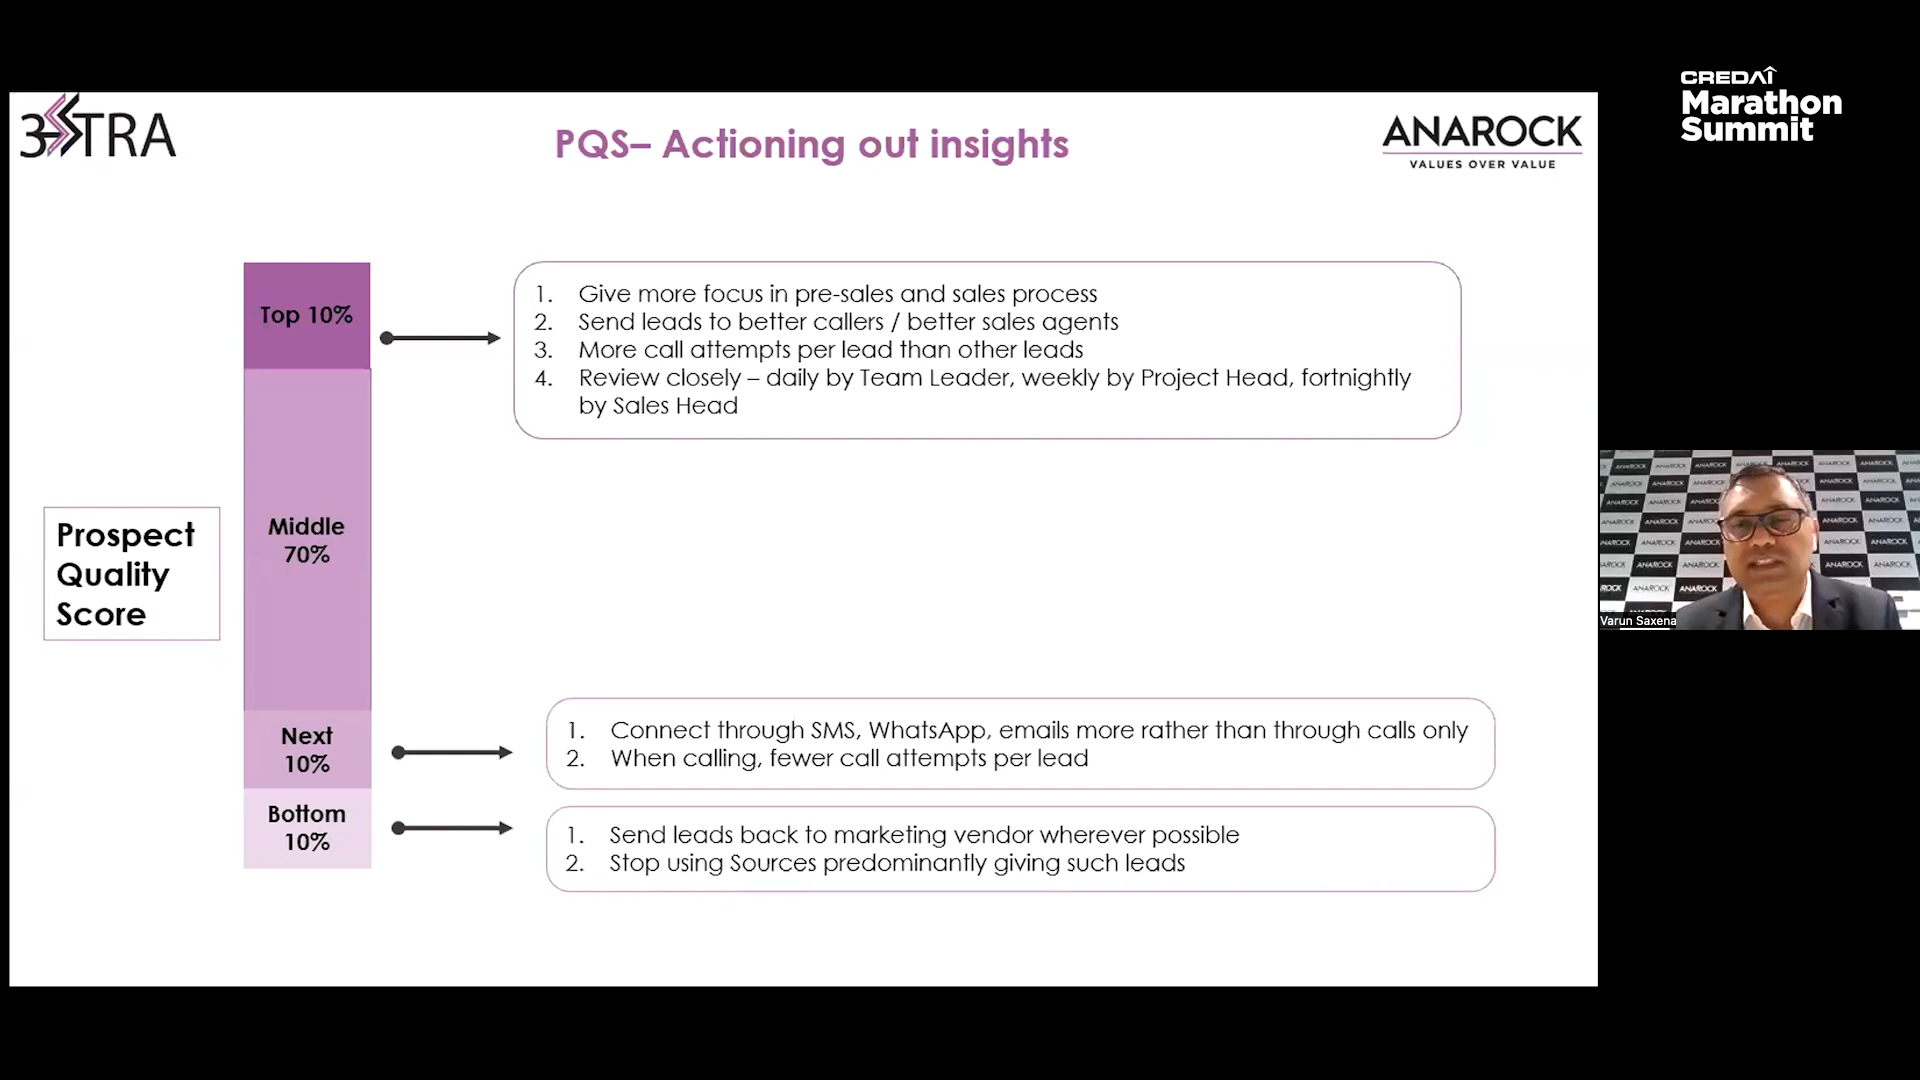 3STRA
PQS– Actioning out insights
ANAROCK
VALUES OVER VALUE
CREDAI
Marathon
Summit
Top 10%
1. Give more focus in pre-sales and sales process
2. Send leads to better callers / better sales agents
3. More call attempts per lead than other leads
4. Review closely – daily by Team Leader, weekly by Project Head, fortnightly
by Sales Head
Prospect
Quality
Score
Middle
70%
Next
10%
1. Connect through SMS, WhatsApp, emails more rather than through calls only
2. When calling, fewer call attempts per lead
Bottom
10%
1. Send leads back to marketing vendor wherever possible
2. Stop using Sources predominantly giving such leads
ANAROCK
Varun Saxena